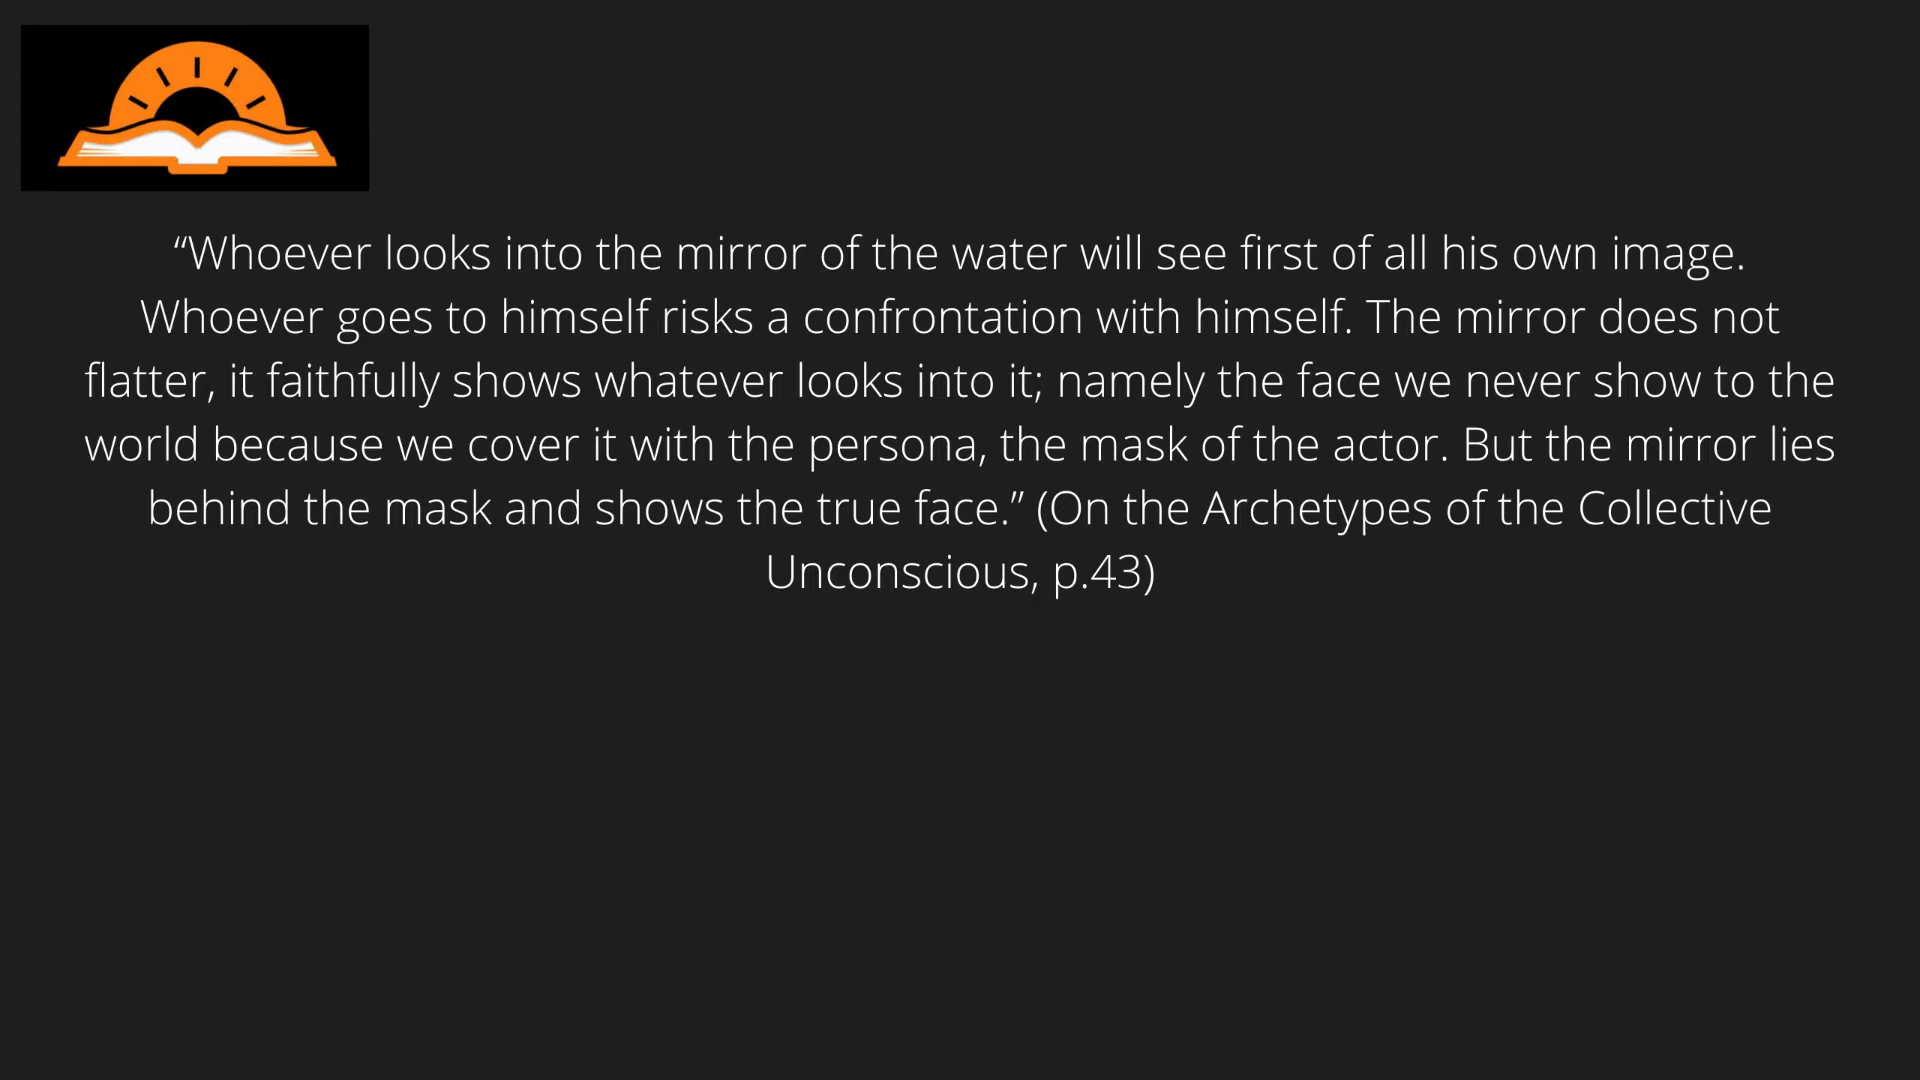 “Whoever looks into the mirror of the water will see first of all his own image.
Whoever goes to himself risks a confrontation with himself. The mirror does not
flatter, it faithfully shows whatever looks into it; namely the face we never show to the
world because we cover it with the persona, the mask of the actor. But the mirror lies
behind the mask and shows the true face.” (On the Archetypes of the Collective
Unconscious, p.43)